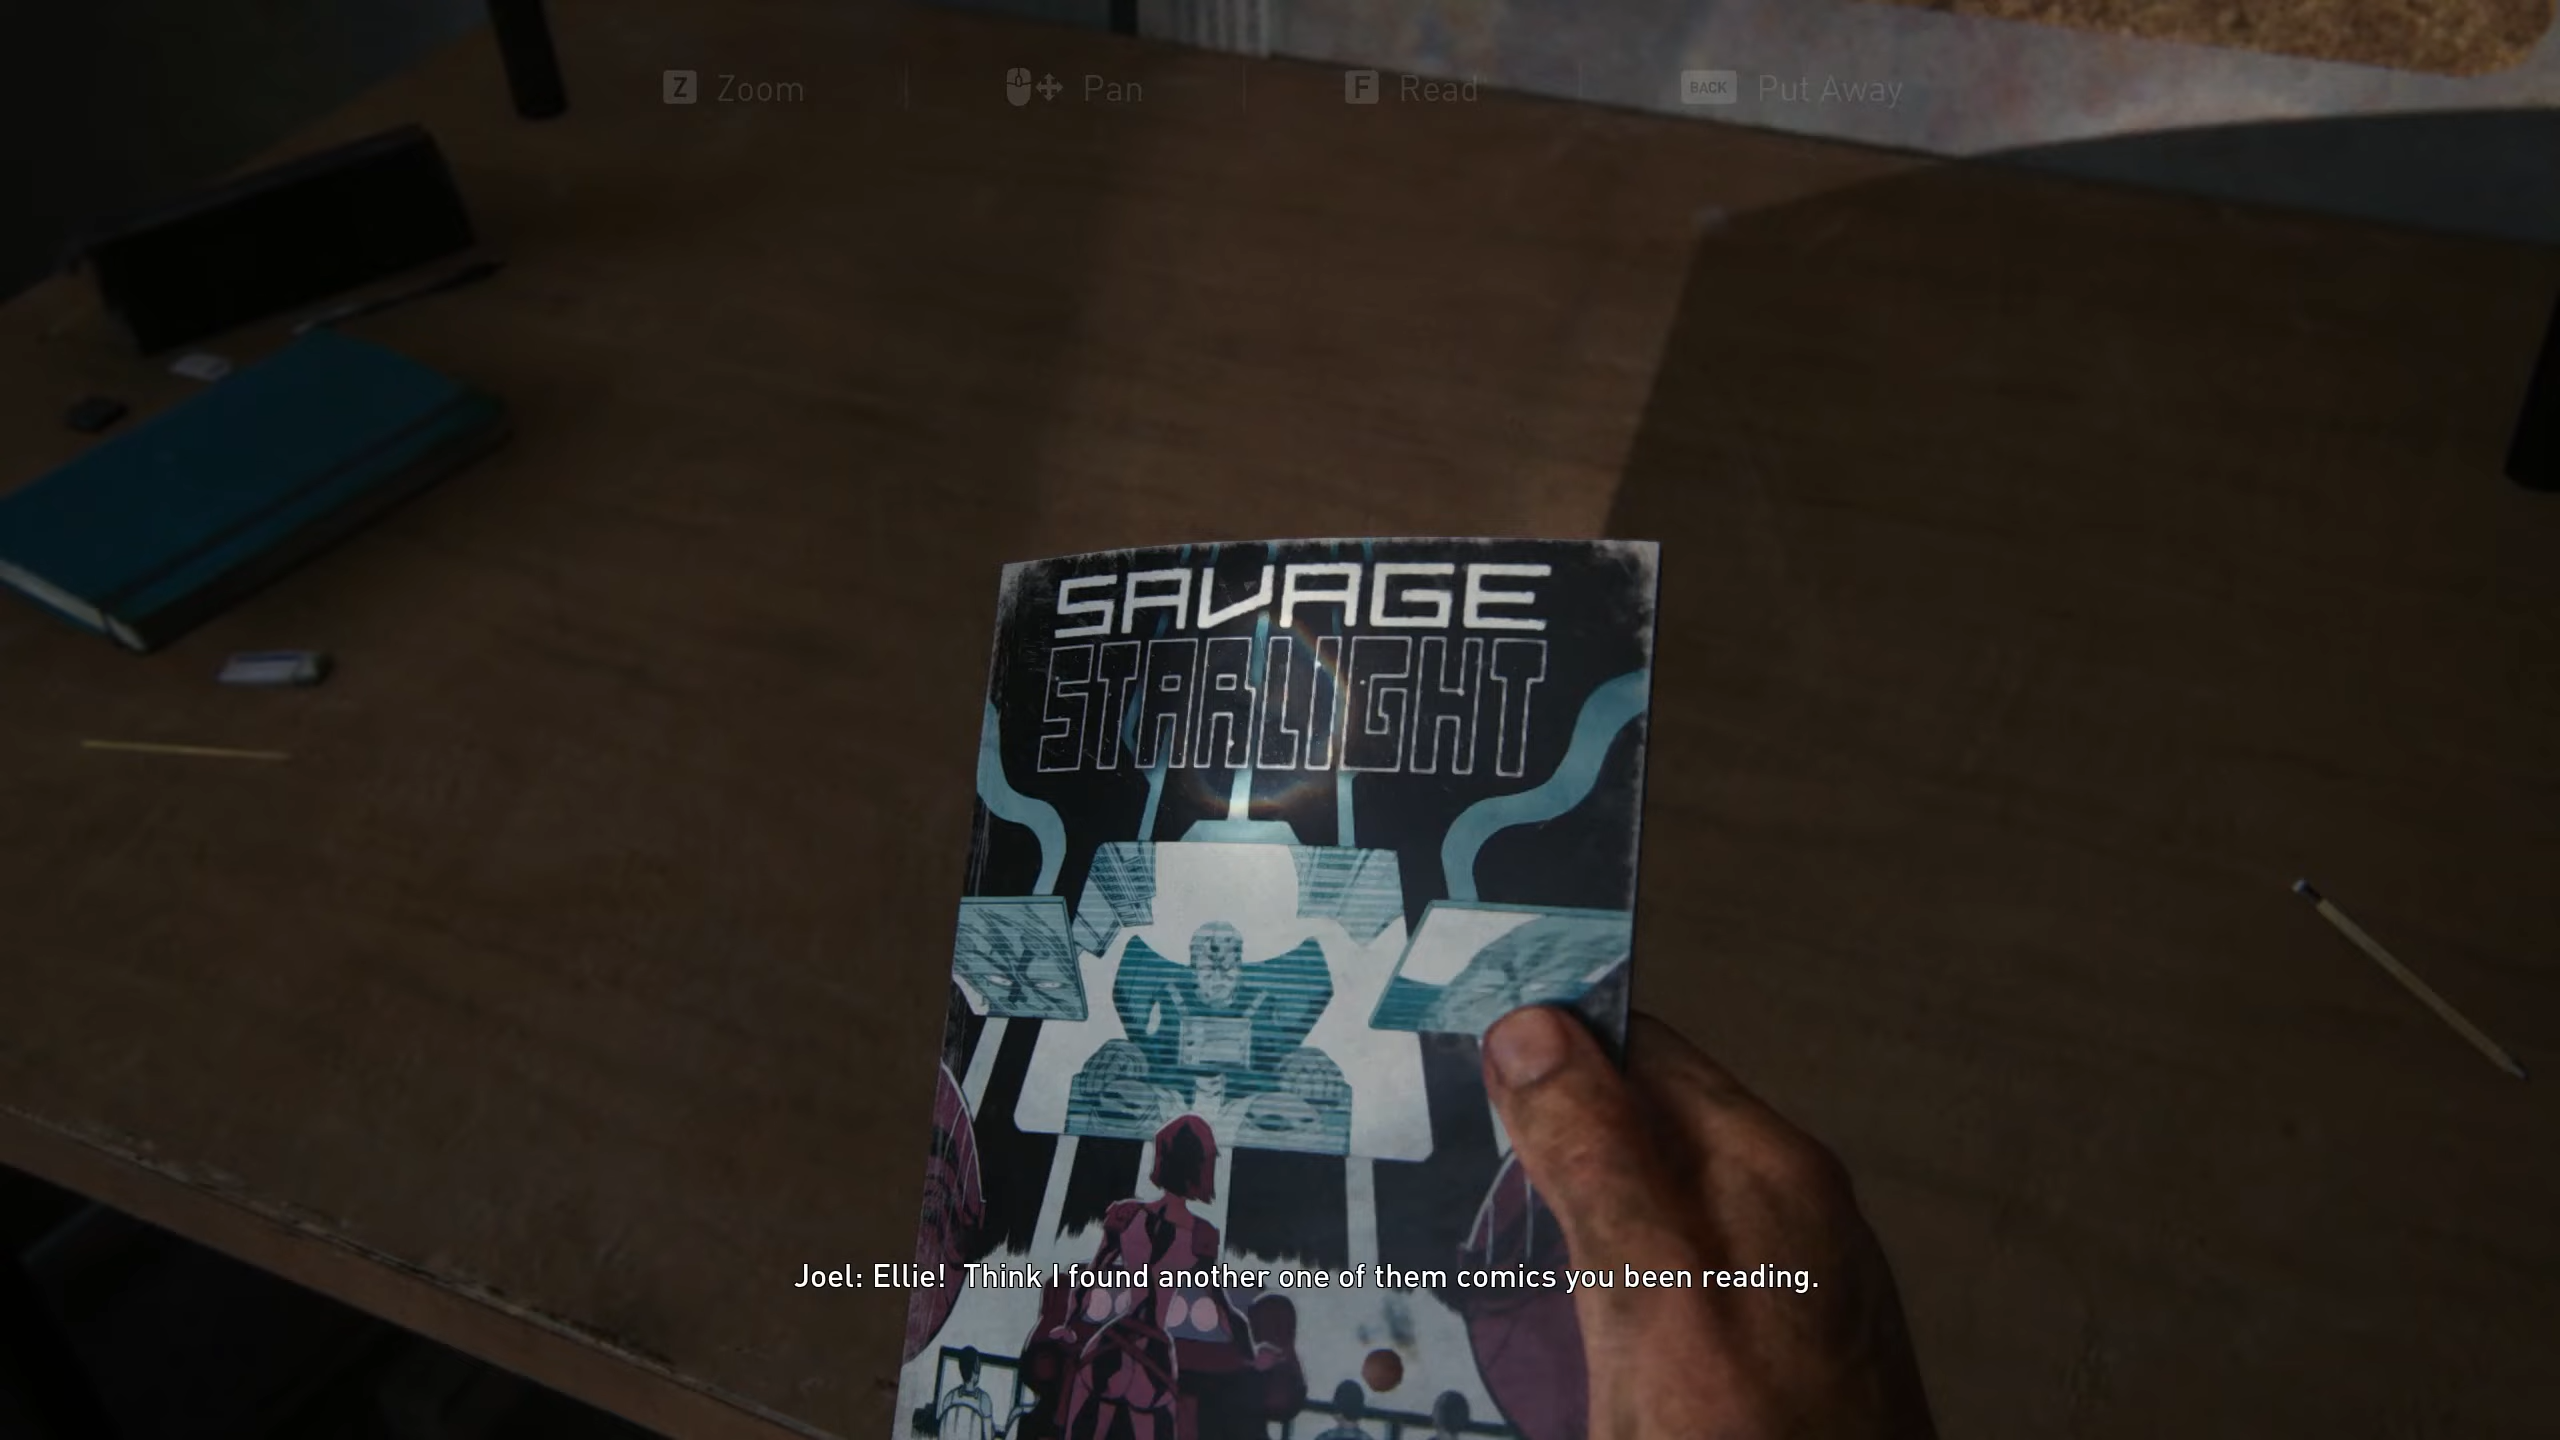 Z Zoom
Pan
F Read
BACK Put Away
SAVAGE
STARLIGHT
Joel: Ellie! Think I found another one of them comics you been reading.